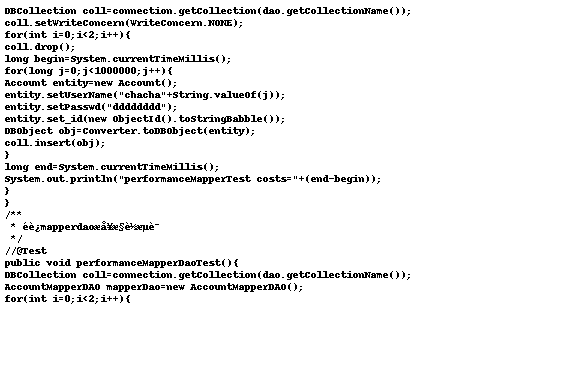 DBCollection coll=connection.getCollection(dao.getCollectionName());
coll.setWriteConcern(WriteConcern.NONE);
for(int i=0;i<2;i++){
coll.drop();
long begin=System.currentTimeMillis();
for(long j=0;j<1000000;j++){
Account entity=new Account();
entity.setUserName("chacha"+String.valueOf(j));
entity.setPasswd("dddddddd");
entity.set_id(new ObjectId().toStringBabble());
DBObject obj=Converter.toDBObject(entity);
coll.insert(obj);
}
long end=System.currentTimeMillis();
System.out.println("performanceMapperTest costs="+(end-begin));
}
}
/**
* éè¿mapperdaoæå¥æ§è½æµè¯
*/
//@Test
public void performanceMapperDaoTest(){
DBCollection coll=connection.getCollection(dao.getCollectionName());
AccountMapperDAO mapperDao=new AccountMapperDAO();
for(int i=0;i<2;i++){